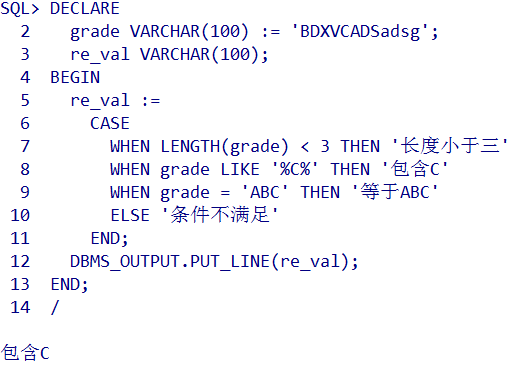 SQL> DECLARE
  2    grade VARCHAR(100) := 'BDXVCADSadsg';
  3    re_val VARCHAR(100);
  4  BEGIN
  5    re_val :=
  6      CASE
  7        WHEN LENGTH(grade) < 3 THEN '长度小于三'
  8        WHEN grade LIKE '%C%' THEN '包含C'
  9        WHEN grade = 'ABC' THEN '等于ABC'
 10        ELSE '条件不满足'
 11      END;
 12    DBMS_OUTPUT.PUT_LINE(re_val);
 13  END;
 14  /
包含C